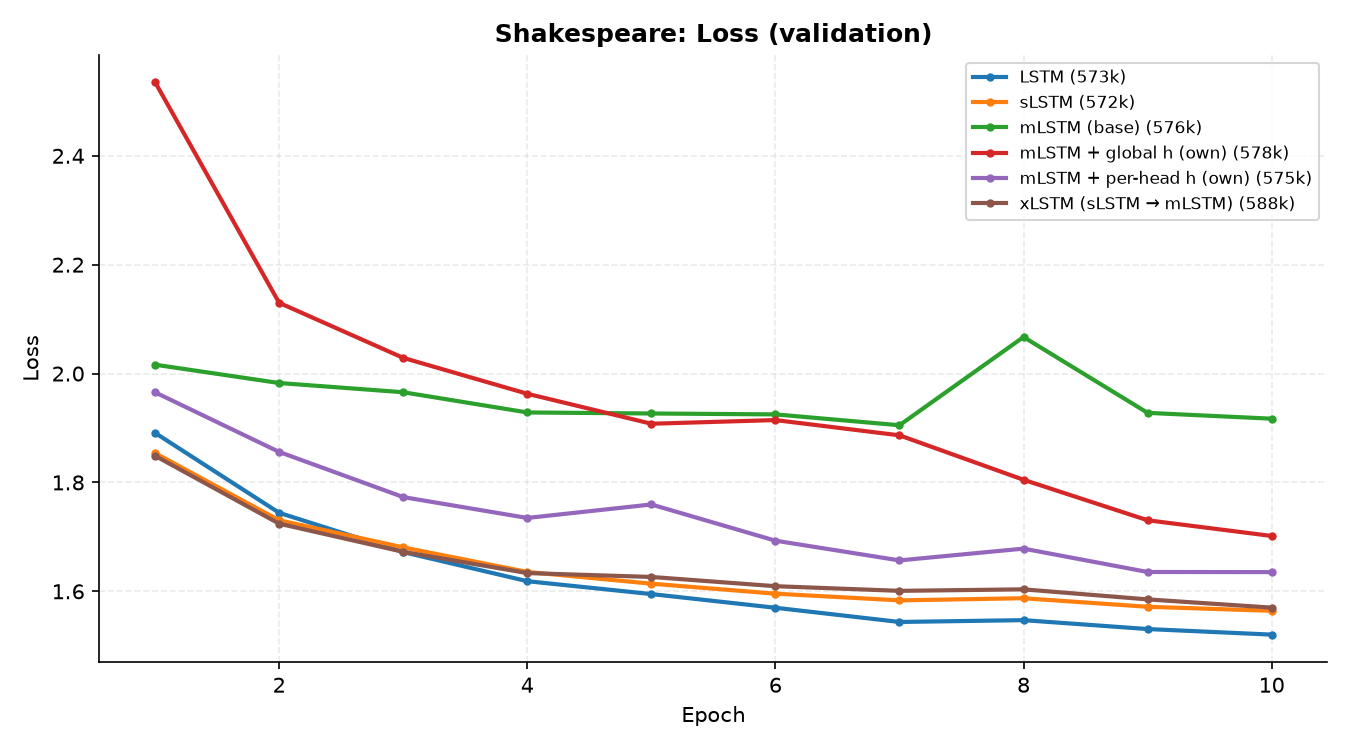 Shakespeare: Loss (validation)
LSTM (573k)
sLSTM (572k)
mLSTM (base) (576k)
mLSTM + global h (own) (578k)
mLSTM + per-head h (own) (575k)
xLSTM (sLSTM → mLSTM) (588k)
2.4
2.2
2.0
1.8
1.6
Loss
2 4 6 8 10
Epoch